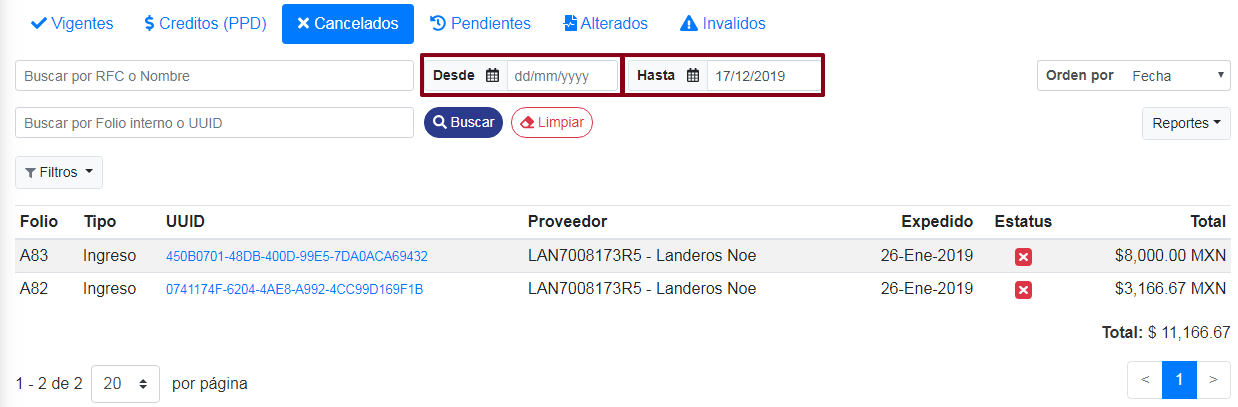 Vigentes Creditos (PPD) Cancelados Pendientes Alterados Invalidos
Buscar por RFC o Nombre Desde dd/mm/yyyy Hasta 17/12/2019 Orden por Fecha
Buscar por Folio interno o UUID Buscar Limpiar Reportes
Filtros
Folio Tipo UUID Proveedor Expedido Estatus Total
A83 Ingreso 450B0701-48DB-400D-99E5-7DA0ACA69432 LAN7008173R5 - Landeros Noe 26-Ene-2019 $8,000.00 MXN
A82 Ingreso 0741174F-6204-4AE8-A992-4CC99D169F1B LAN7008173R5 - Landeros Noe 26-Ene-2019 $3,166.67 MXN
Total: $ 11,166.67
1 - 2 de 2 20 por página < 1 >